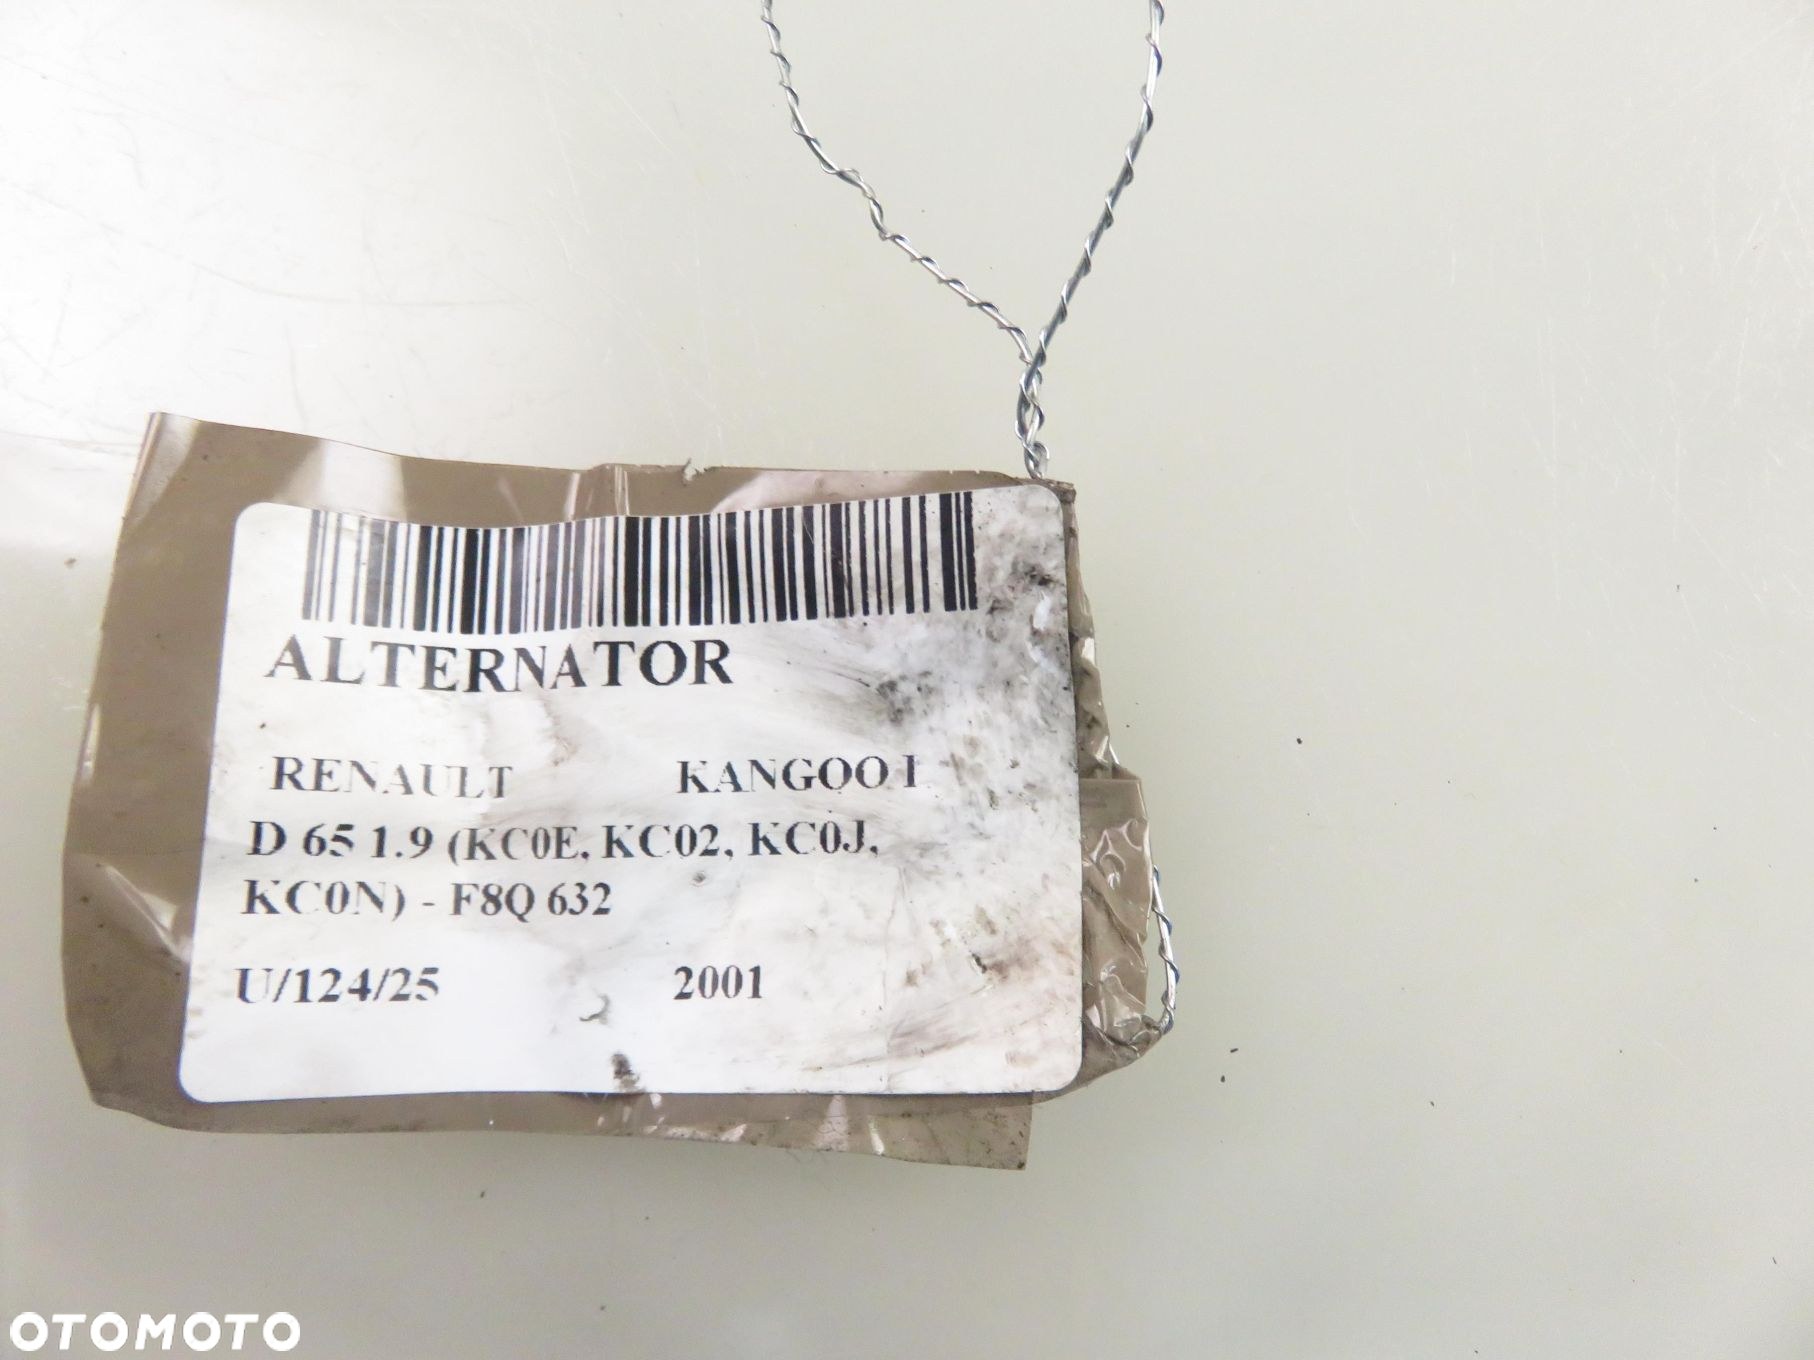 ALTERNATOR
RENAULT KANGOO I
D 65 1.9 (KC0E, KC02, KC0J,
KC0N) - F8Q 632
U/124/25 2001
OTOMOTO